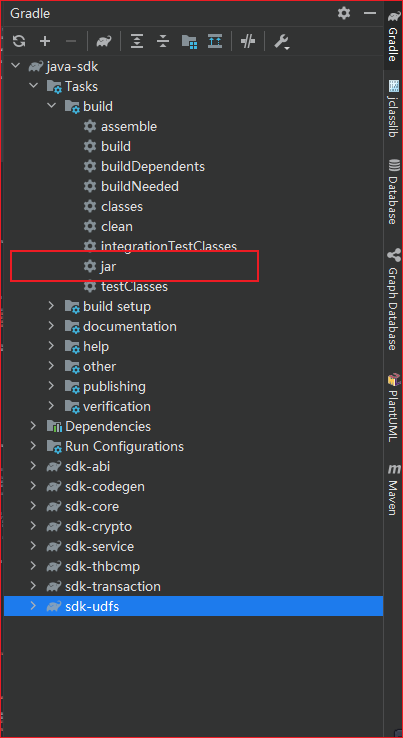 Gradle
java-sdk
Tasks
build
assemble
build
buildDependents
buildNeeded
classes
clean
integrationTestClasses
jar
testClasses
build setup
documentation
help
other
publishing
verification
Dependencies
Run Configurations
sdk-abi
sdk-codegen
sdk-core
sdk-crypto
sdk-service
sdk-thbcmp
sdk-transaction
sdk-udfs
Gradle
jclasslib
Database
Graph Database
PlantUML
Maven